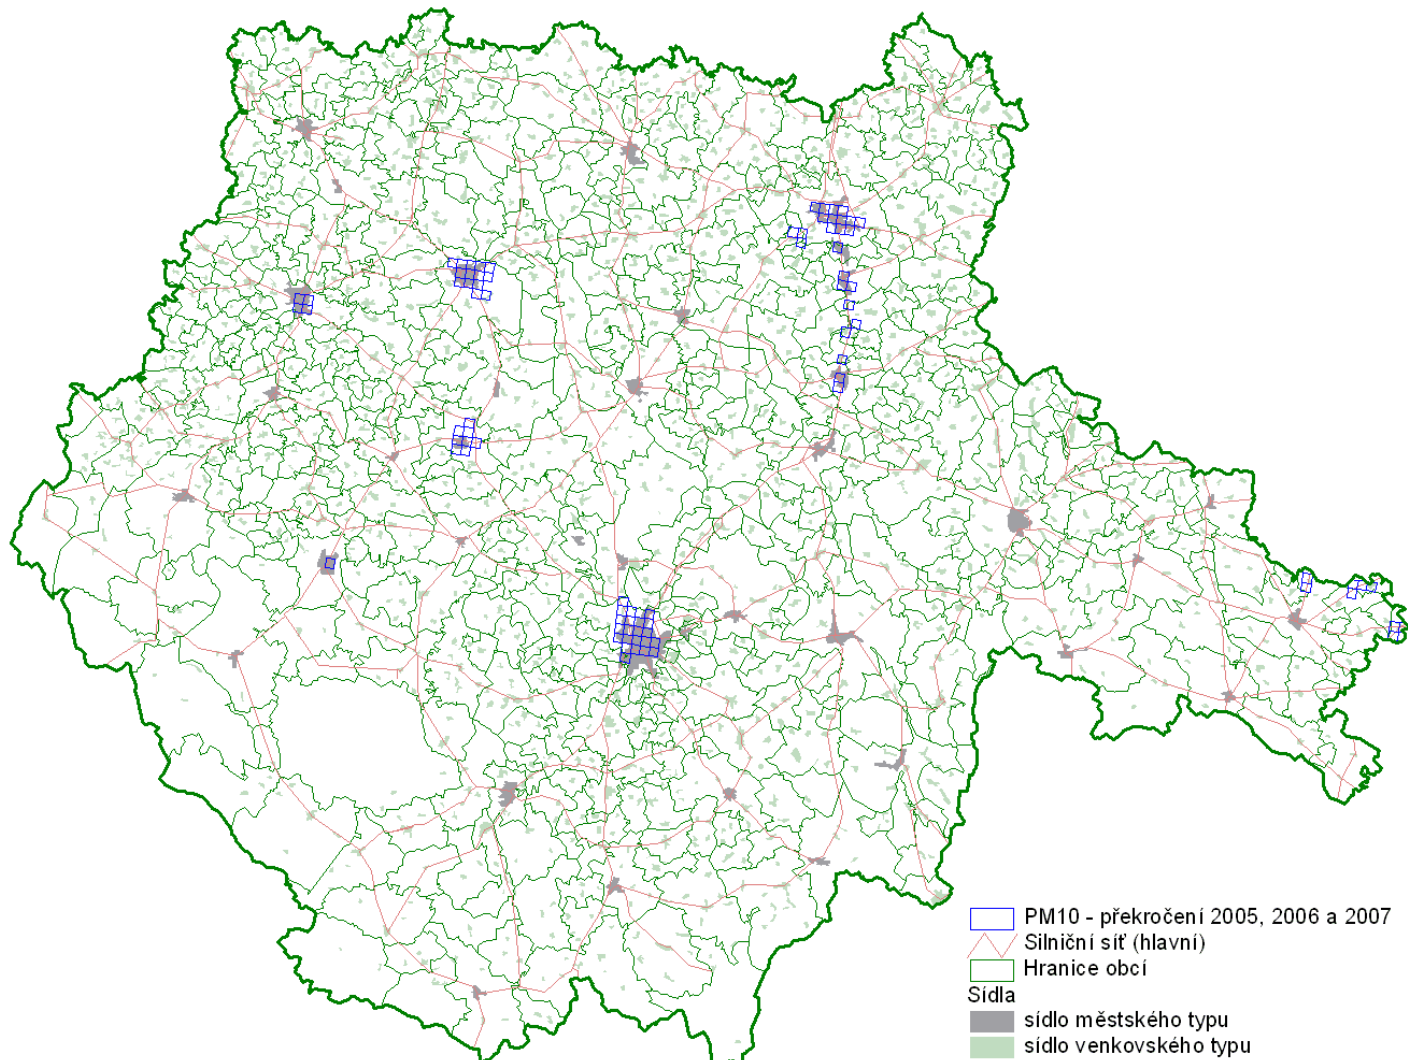 PM10 - překročení 2005, 2006 a 2007
Silniční síť (hlavní)
Hranice obcí
Sídla
sídlo městského typu
sídlo venkovského typu